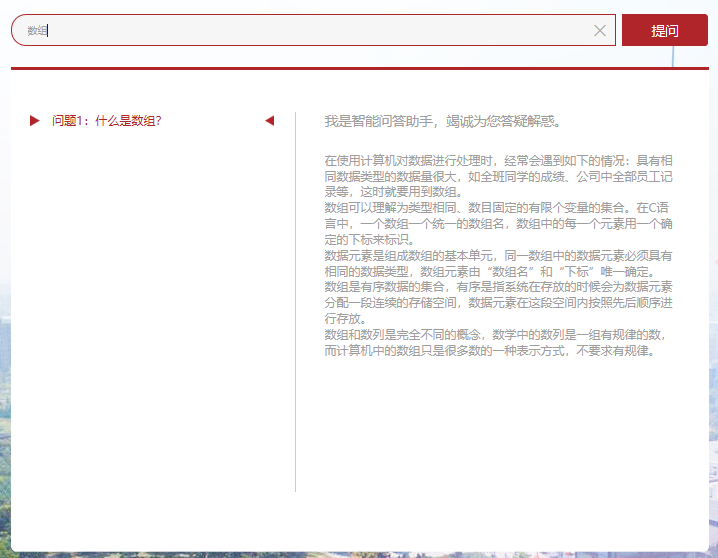 数组
提问
问题1：什么是数组?
我是智能问答助手，竭诚为您答疑解惑。
在使用计算机对数据进行处理时，经常会遇到如下的情况：具有相
同数据类型的数据量很大，如全班同学的成绩、公司中全部员工记
录等，这时就要用到数组。
数组可以理解为类型相同、数目固定的有限个变量的集合。在C语
言中，一个数组一个统一的数组名，数组中的每一个元素用一个确
定的下标来标识。
数据元素是组成数组的基本单元，同一数组中的数据元素必须具有
相同的数据类型，数组元素由“数组名”和“下标”唯一确定。
数组是有序数据的集合，有序是指系统在存放的时候会为数据元素
分配一段连续的存储空间，数据元素在这段空间内按照先后顺序进
行存放。
数组和数列是完全不同的概念，数学中的数列是一组有规律的数，
而计算机中的数组只是很多数的一种表示方式，不要求有规律。